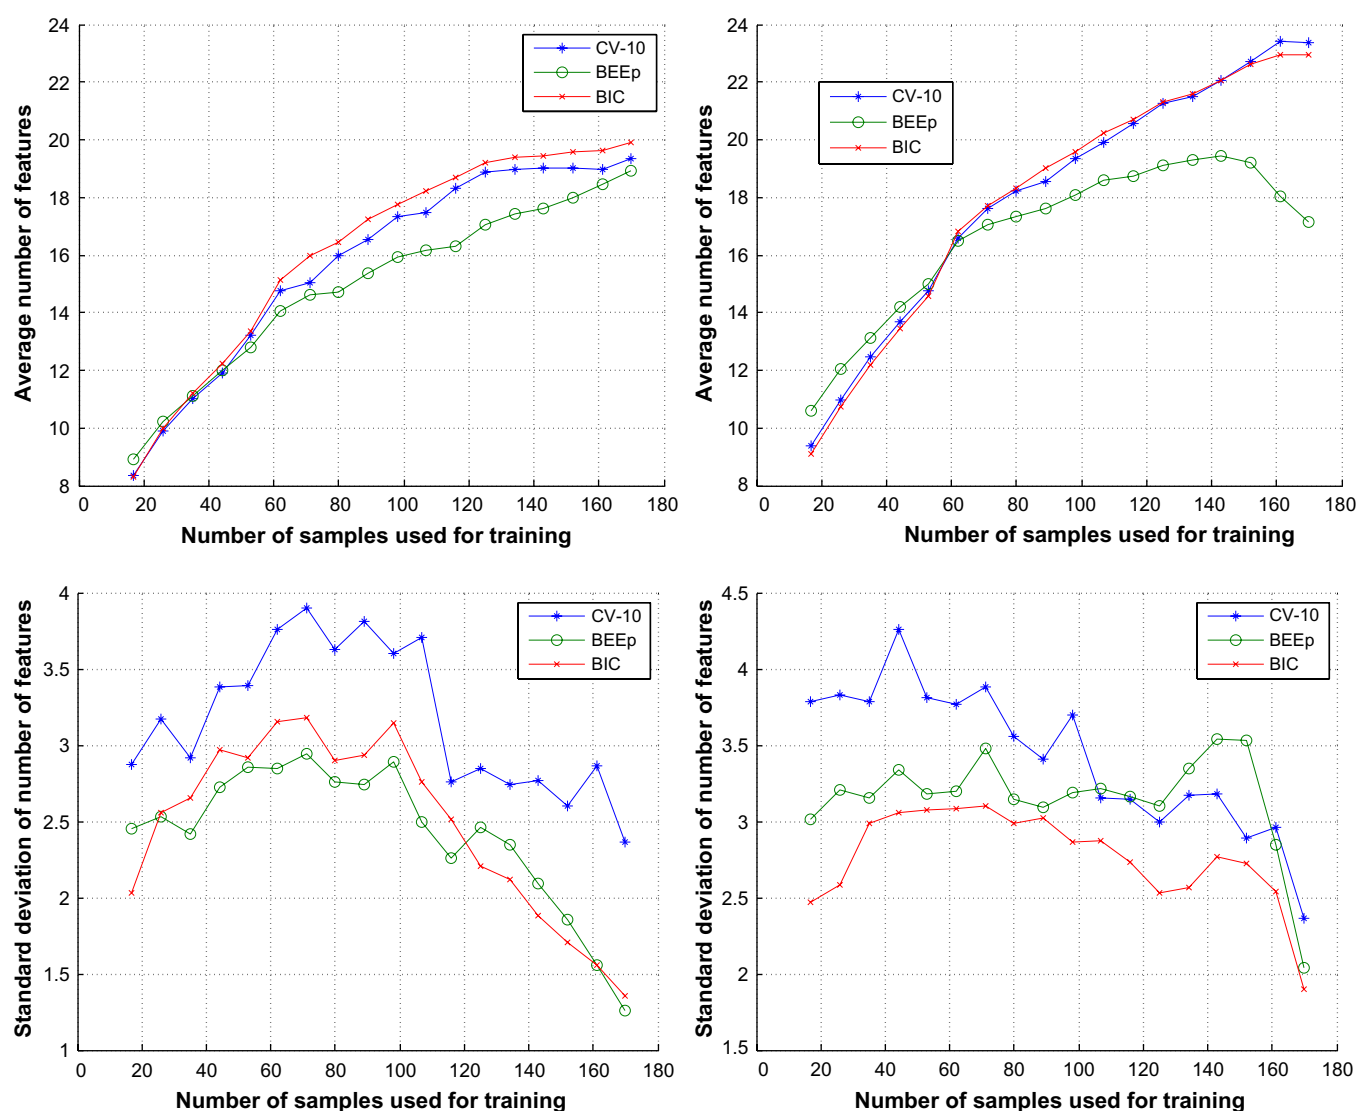 24
22
20
18
16
14
12
10
8
0 20 40 60 80 100 120 140 160 180
Average number of features
Number of samples used for training
CV-10
BEEp
BIC
24
22
20
18
16
14
12
10
8
0 20 40 60 80 100 120 140 160 180
Average number of features
Number of samples used for training
CV-10
BEEp
BIC
4
3.5
3
2.5
2
1.5
1
0 20 40 60 80 100 120 140 160 180
Standard deviation of number of features
Number of samples used for training
CV-10
BEEp
BIC
4.5
4
3.5
3
2.5
2
1.5
0 20 40 60 80 100 120 140 160 180
Standard deviation of number of features
Number of samples used for training
CV-10
BEEp
BIC